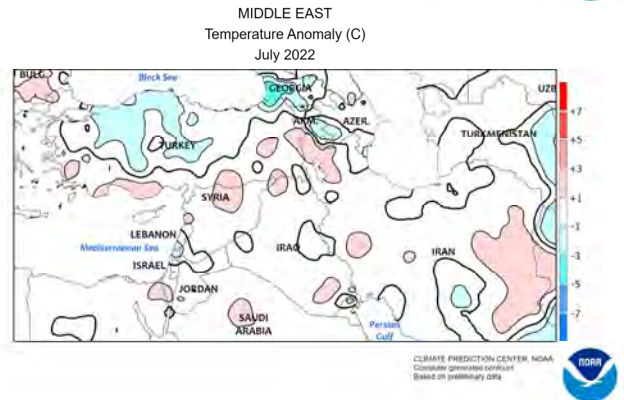 MIDDLE EAST
Temperature Anomaly (C)
July 2022
BULG.
Black Sea
GEORGIA
UZB
ARM.
AZER.
TURKMENISTAN
TURKEY
SYRIA
LEBANON
Mediterranean Sea
IRAQ
IRAN
ISRAEL
JORDAN
SAUDI
ARABIA
Persian
Gulf
+7
+5
+3
+1
-1
-3
-5
-7
CLIMATE PREDICTION CENTER, NOAA
Computer generated contours
Based on preliminary data
NOAA